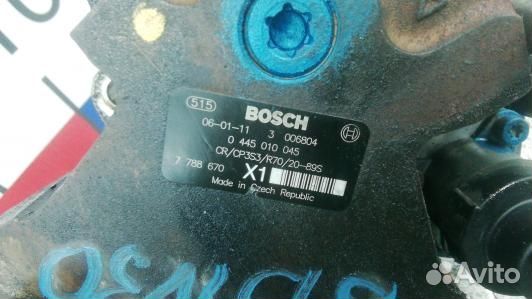 515
BOSCH
06-01-11 3 006804
0 445 010 045
CR/CP3S3/R70/20-89S
7 788 670 X1
Made in Czech Republic
Avito